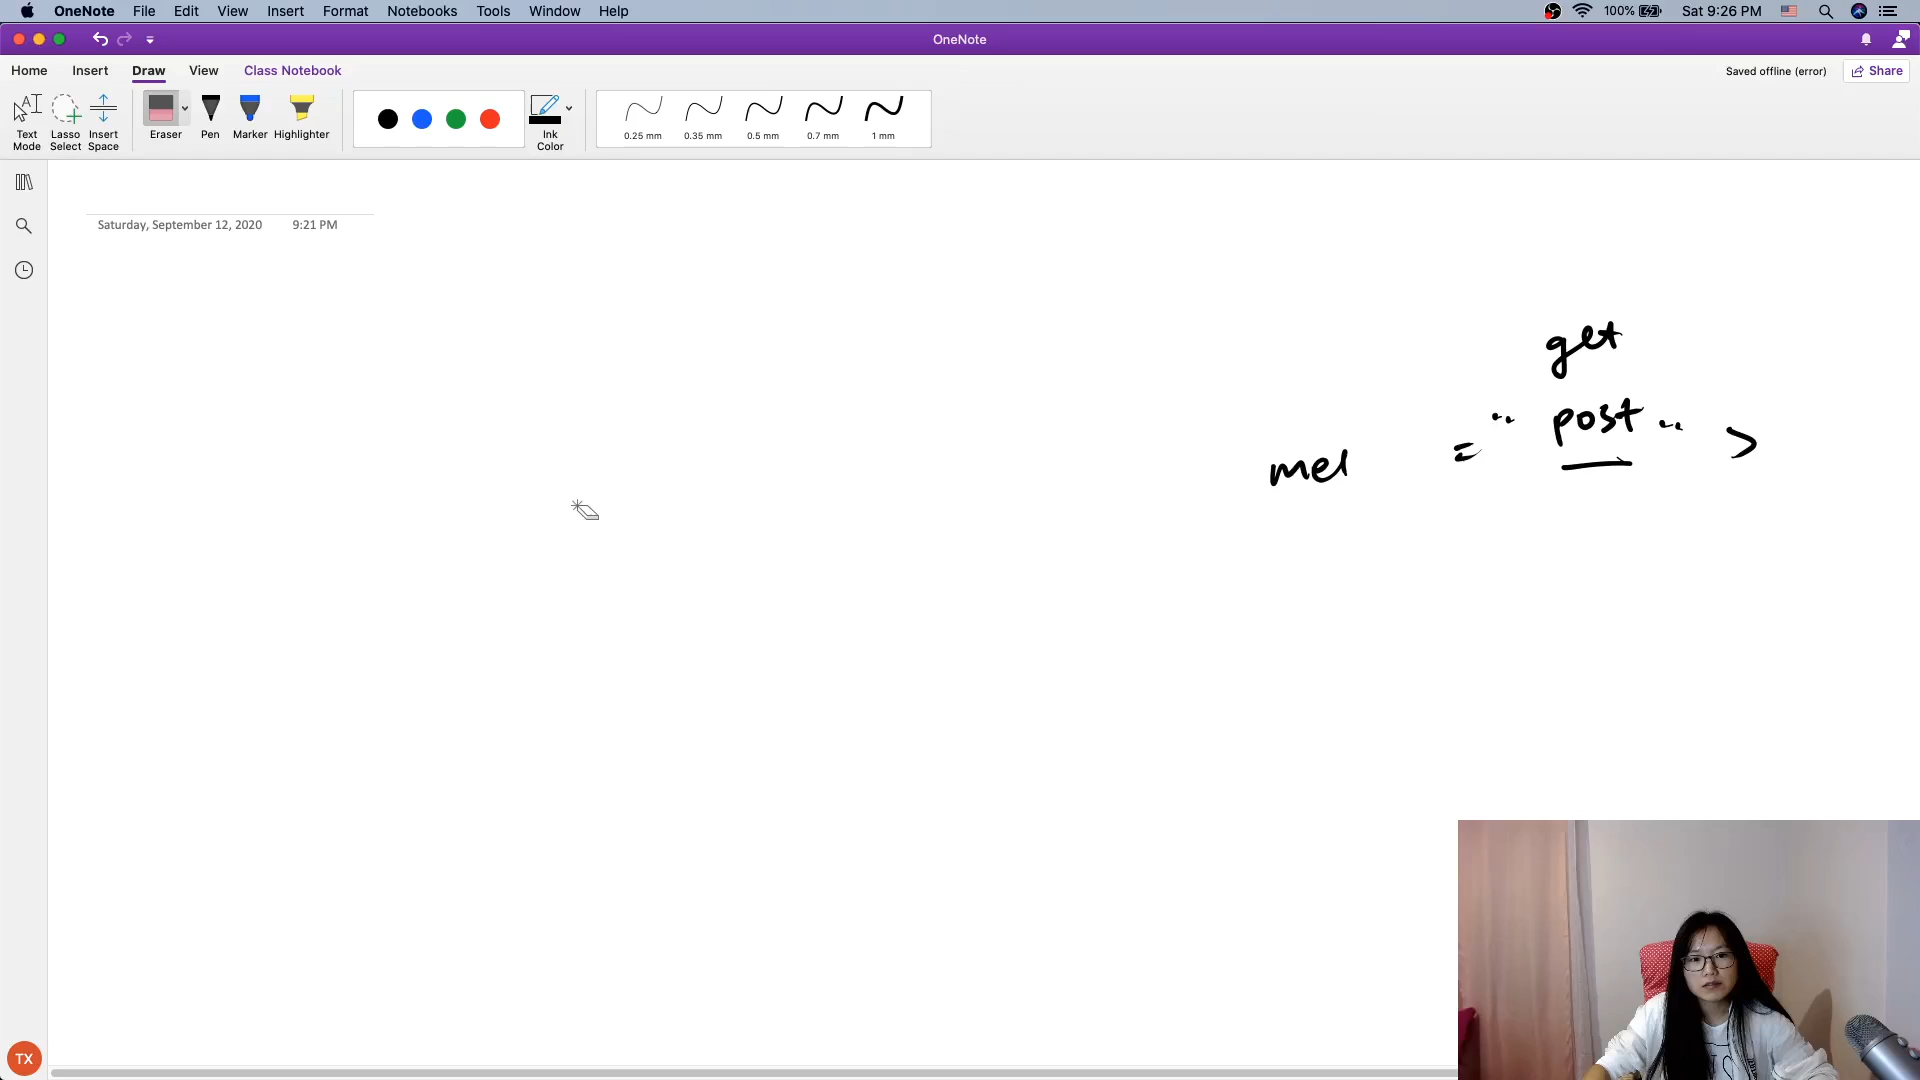 OneNote File Edit View Insert Format Notebooks Tools Window Help 100% Sat 9:26 PM
OneNote
Home Insert Draw View Class Notebook Saved offline (error) Share
Text Mode Lasso Select Insert Space Eraser Pen Marker Highlighter Ink Color 0.25 mm 0.35 mm 0.5 mm 0.7 mm 1 mm
Saturday, September 12, 2020 9:21 PM
get
met = " post " >
TX